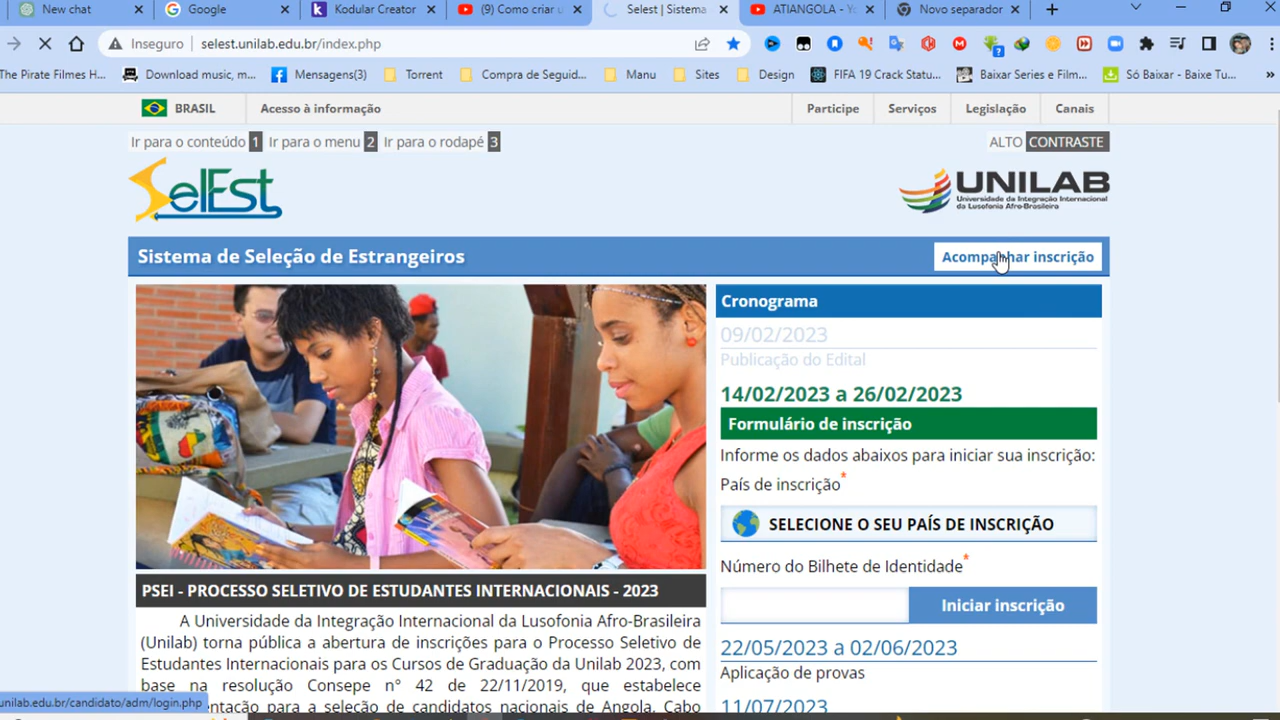 New chat
Google
Kodular Creator
(9) Como criar u
Selest | Sistema
ATIANGOLA - Yo
Novo separador
Inseguro
selest.unilab.edu.br/index.php
The Pirate Filmes H...
Download music, m...
Mensagens(3)
Torrent
Compra de Seguid...
Manu
Sites
Design
FIFA 19 Crack Statu...
Baixar Series e Film...
Só Baixar - Baixe Tu...
»
BRASIL
Acesso à informação
Participe
Serviços
Legislação
Canais
Ir para o conteúdo 1 Ir para o menu 2 Ir para o rodapé 3
ALTO CONTRASTE
SelEst
UNILAB
Universidade da Integração Internacional
da Lusofonia Afro-Brasileira
Sistema de Seleção de Estrangeiros
Acompanhar inscrição
PSEI - PROCESSO SELETIVO DE ESTUDANTES INTERNACIONAIS - 2023
A Universidade da Integração Internacional da Lusofonia Afro-Brasileira
(Unilab) torna pública a abertura de inscrições para o Processo Seletivo de
Estudantes Internacionais para os Cursos de Graduação da Unilab 2023, com
base na resolução Consepe n° 42 de 22/11/2019, que estabelece
mentação para a seleção de candidatos nacionais de Angola, Cabo
Cronograma
09/02/2023
Publicação do Edital
14/02/2023 a 26/02/2023
Formulário de inscrição
Informe os dados abaixos para iniciar sua inscrição:
País de inscrição*
SELECIONE O SEU PAÍS DE INSCRIÇÃO
Número do Bilhete de Identidade*
Iniciar inscrição
22/05/2023 a 02/06/2023
Aplicação de provas
11/07/2023
unilab.edu.br/candidato/adm/login.php